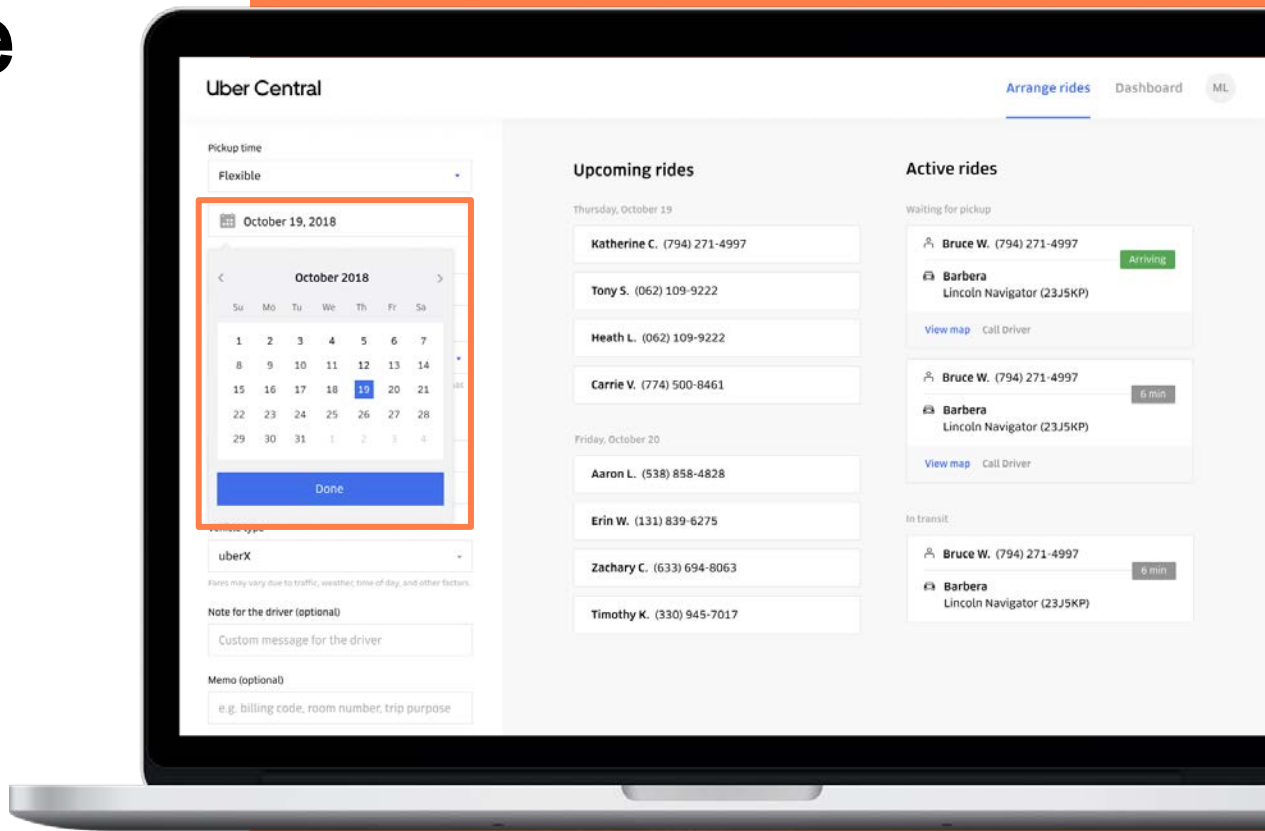 e
Uber Central
Arrange rides
Dashboard
ML
Pickup time
Flexible
October 19, 2018
October 2018
Su Mo Tu We Th Fr Sa
1 2 3 4 5 6 7
8 9 10 11 12 13 14
15 16 17 18 19 20 21
22 23 24 25 26 27 28
29 30 31 1 2 3 4
Done
uberX
Fares may vary due to traffic, weather, time of day, and other factors.
Note for the driver (optional)
Custom message for the driver
Memo (optional)
e.g. billing code, room number, trip purpose
Upcoming rides
Thursday, October 19
Katherine C. (794) 271-4997
Tony S. (062) 109-9222
Heath L. (062) 109-9222
Carrie V. (774) 500-8461
Friday, October 20
Aaron L. (538) 858-4828
Erin W. (131) 839-6275
Zachary C. (633) 694-8063
Timothy K. (330) 945-7017
Active rides
Waiting for pickup
Bruce W. (794) 271-4997
Arriving
Barbera
Lincoln Navigator (23J5KP)
View map Call Driver
Bruce W. (794) 271-4997
6 min
Barbera
Lincoln Navigator (23J5KP)
View map Call Driver
In transit
Bruce W. (794) 271-4997
6 min
Barbera
Lincoln Navigator (23J5KP)